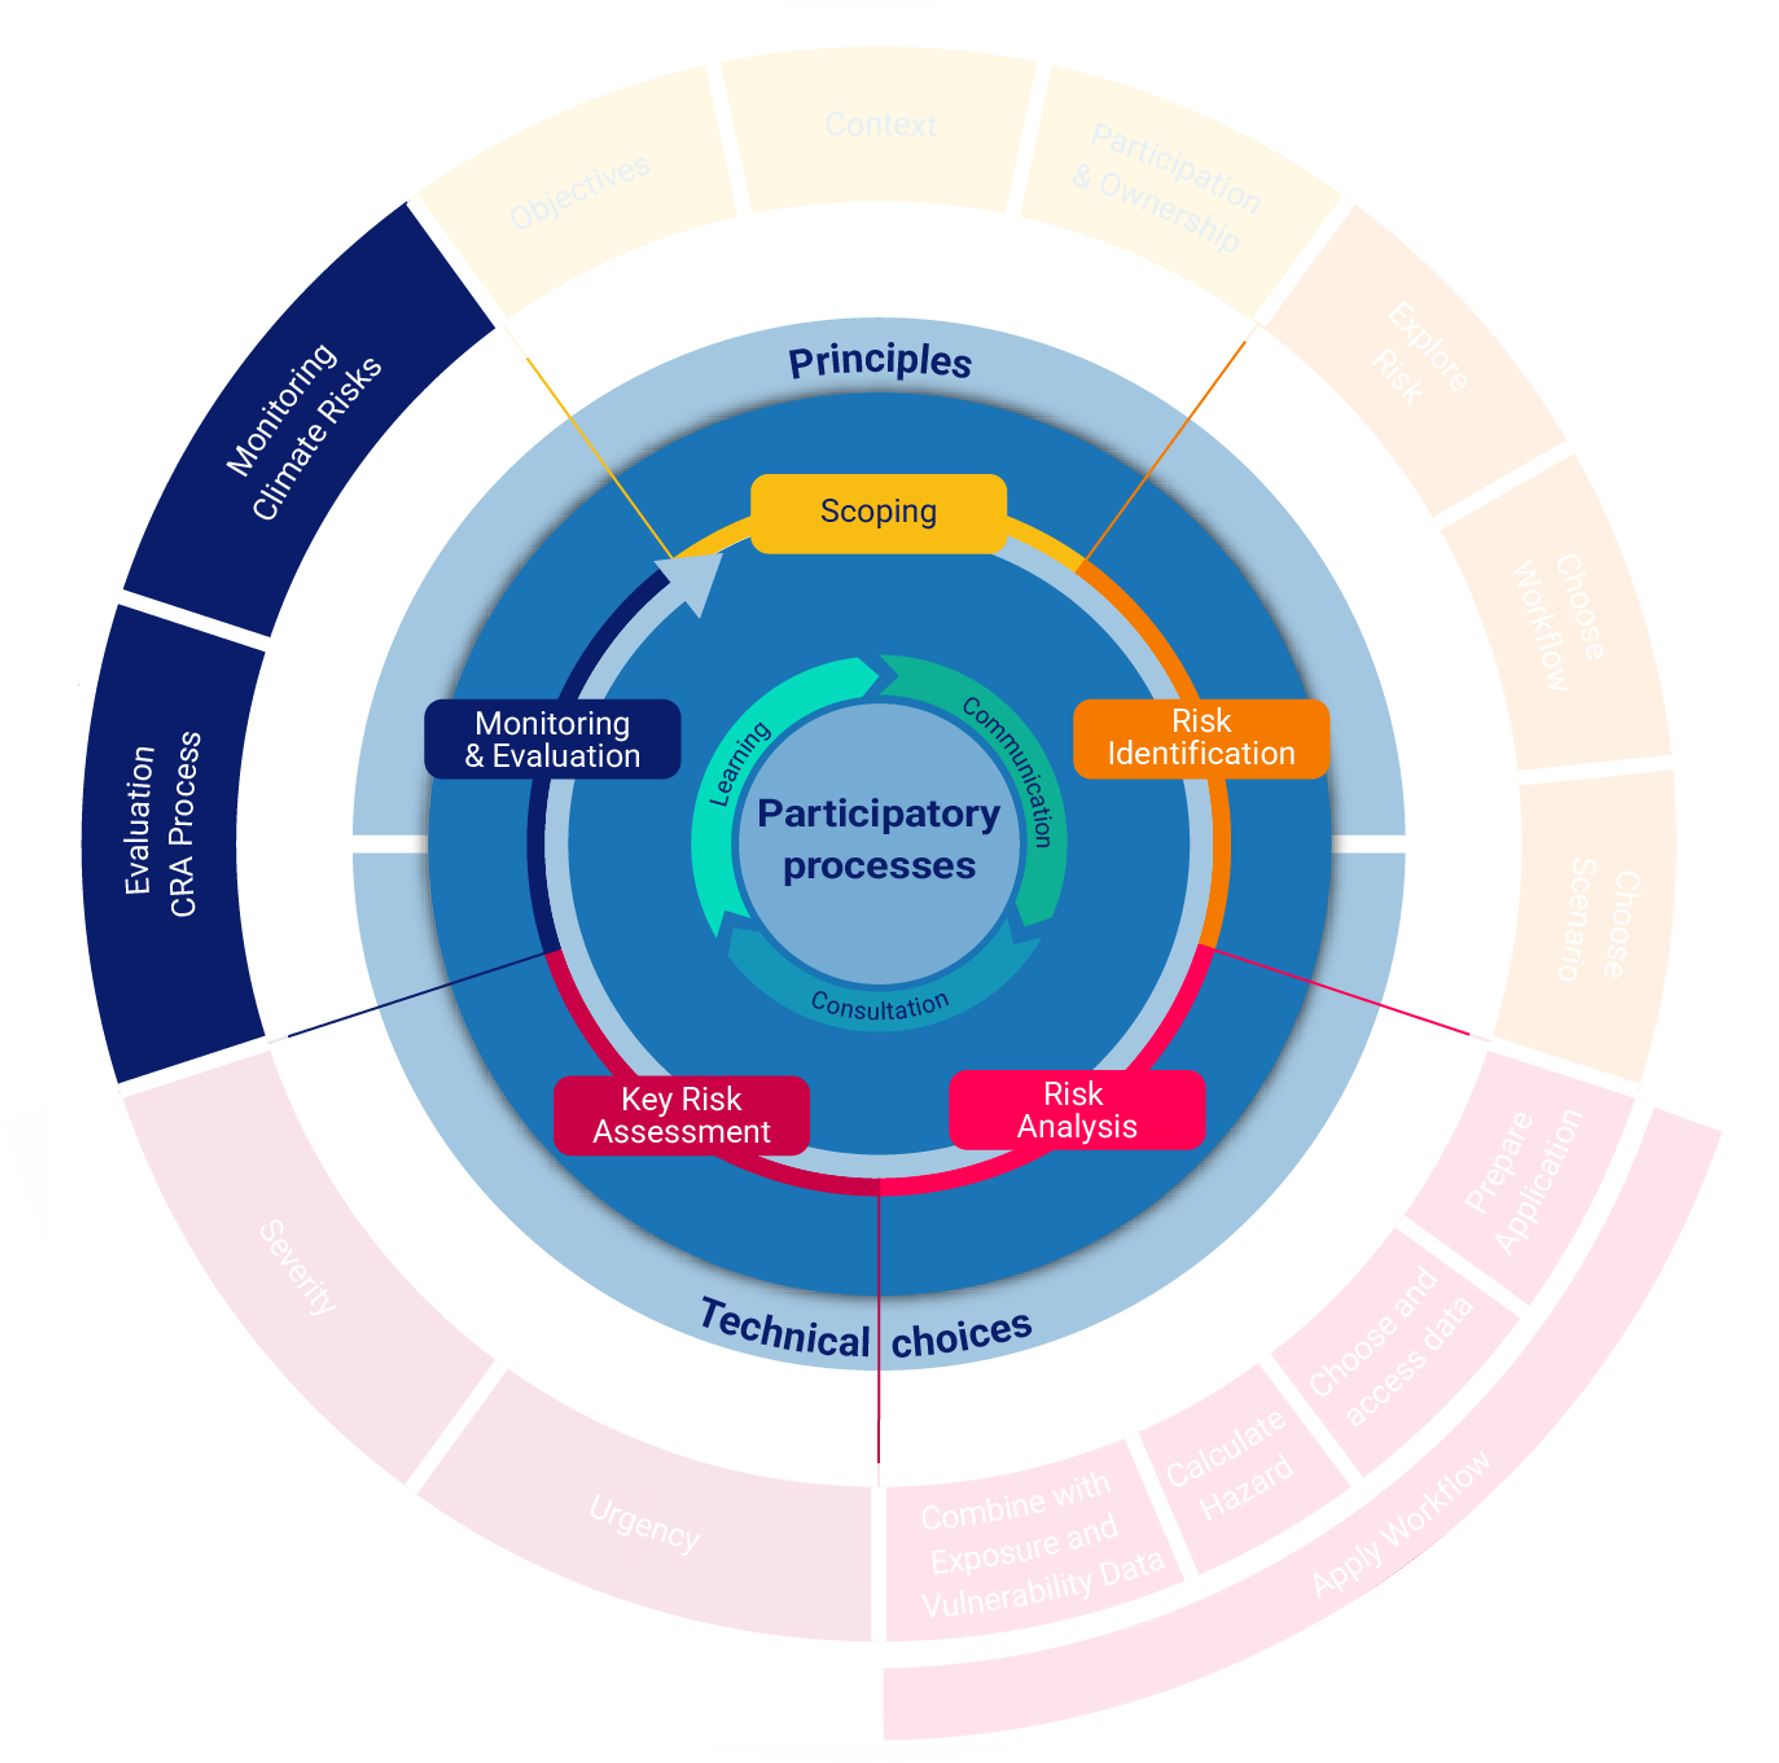 Objectives
Context
Participation
& Ownership
Explore
Risk
Choose
Workflow
Choose
Scenario
Prepare
Application
Choose and
access data
Calculate
Hazard
Combine with
Exposure and
Vulnerability Data
Apply Workflow
Urgency
Severity
Evaluation
CRA Process
Monitoring
Climate Risks
Principles
Technical choices
Scoping
Risk
Identification
Risk
Analysis
Key Risk
Assessment
Monitoring
& Evaluation
Communication
Consultation
Learning
Participatory
processes